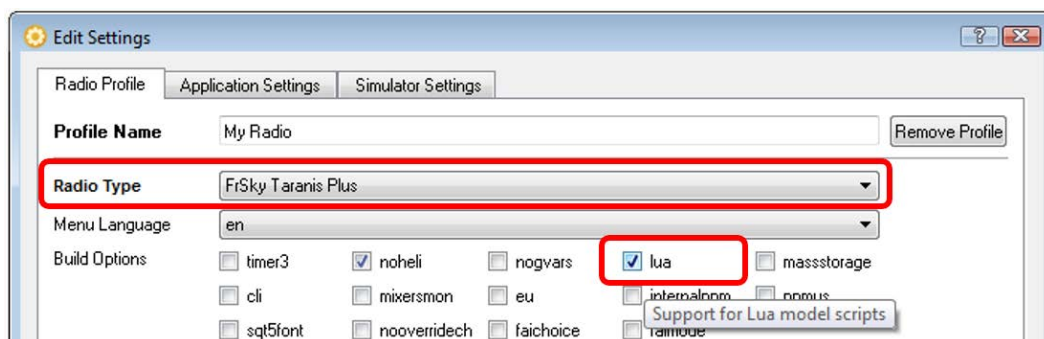 Edit Settings
Radio Profile Application Settings Simulator Settings
Profile Name My Radio Remove Profile
Radio Type FrSky Taranis Plus
Menu Language en
Build Options timer3 noheli nogvars lua massstorage
cli mixersmon eu internalppm ppmus
Support for Lua model scripts
sqt5font nooverridech faichoice faimode